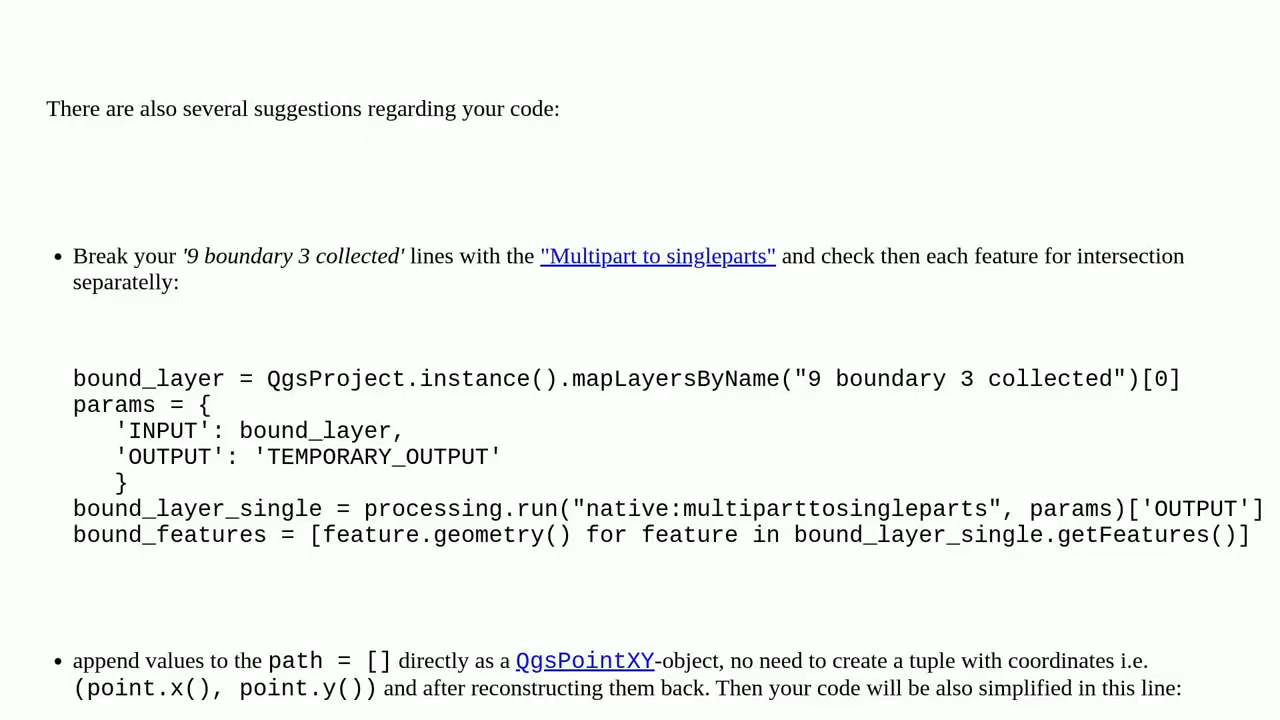 There are also several suggestions regarding your code:
• Break your '9 boundary 3 collected' lines with the "Multipart to singleparts" and check then each feature for intersection
separatelly:
bound_layer = QgsProject.instance().mapLayersByName("9 boundary 3 collected")[0]
params = {
   'INPUT': bound_layer,
   'OUTPUT': 'TEMPORARY_OUTPUT'
   }
bound_layer_single = processing.run("native:multiparttosingleparts", params)['OUTPUT']
bound_features = [feature.geometry() for feature in bound_layer_single.getFeatures()]
• append values to the path = [] directly as a QgsPointXY-object, no need to create a tuple with coordinates i.e.
(point.x(), point.y()) and after reconstructing them back. Then your code will be also simplified in this line: